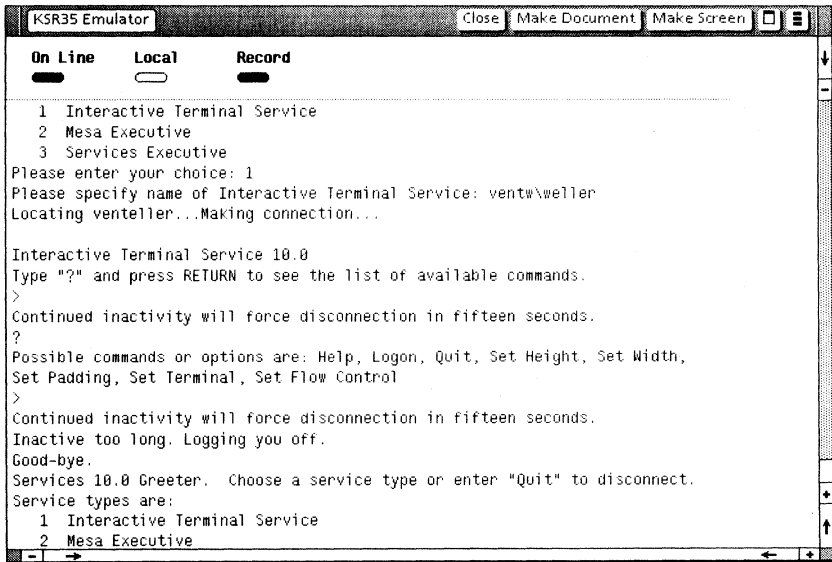 KSR35 Emulator Close Make Document Make Screen
On Line Local Record
1 Interactive Terminal Service
2 Mesa Executive
3 Services Executive
Please enter your choice: 1
Please specify name of Interactive Terminal Service: ventw\weller
Locating venteller...Making connection...
Interactive Terminal Service 10.0
Type "?" and press RETURN to see the list of available commands.
>
Continued inactivity will force disconnection in fifteen seconds.
?
Possible commands or options are: Help, Logon, Quit, Set Height, Set Width,
Set Padding, Set Terminal, Set Flow Control
>
Continued inactivity will force disconnection in fifteen seconds.
Inactive too long. Logging you off.
Good-bye.
Services 10.0 Greeter. Choose a service type or enter "Quit" to disconnect.
Service types are:
1 Interactive Terminal Service
2 Mesa Executive